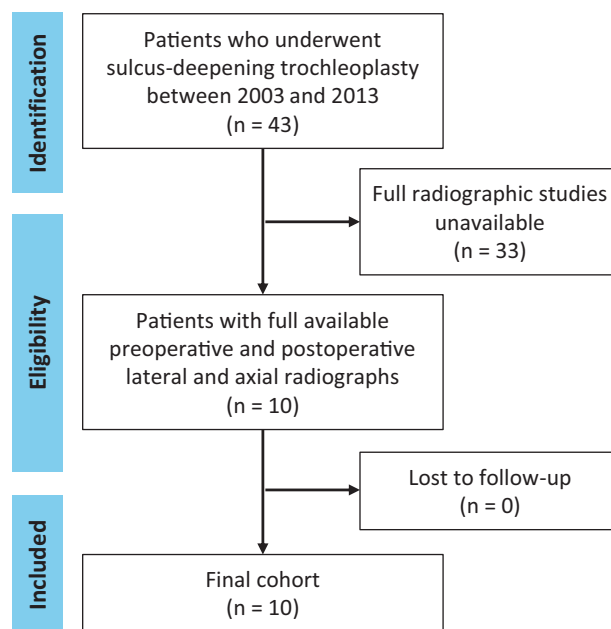 Identification
Patients who underwent
sulcus-deepening trochleoplasty
between 2003 and 2013
(n = 43)
Full radiographic studies
unavailable
(n = 33)
Eligibility
Patients with full available
preoperative and postoperative
lateral and axial radiographs
(n = 10)
Lost to follow-up
(n = 0)
Included
Final cohort
(n = 10)